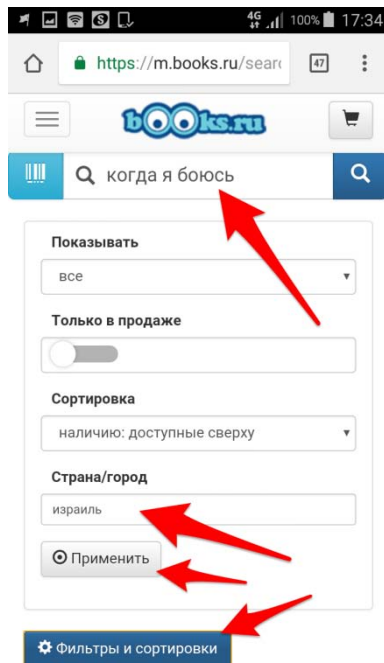 4G 100% 17:34
https://m.books.ru/searc 47
books.ru
когда я боюсь
Показывать
все
Только в продаже
Сортировка
наличию: доступные сверху
Страна/город
израиль
Применить
Фильтры и сортировки